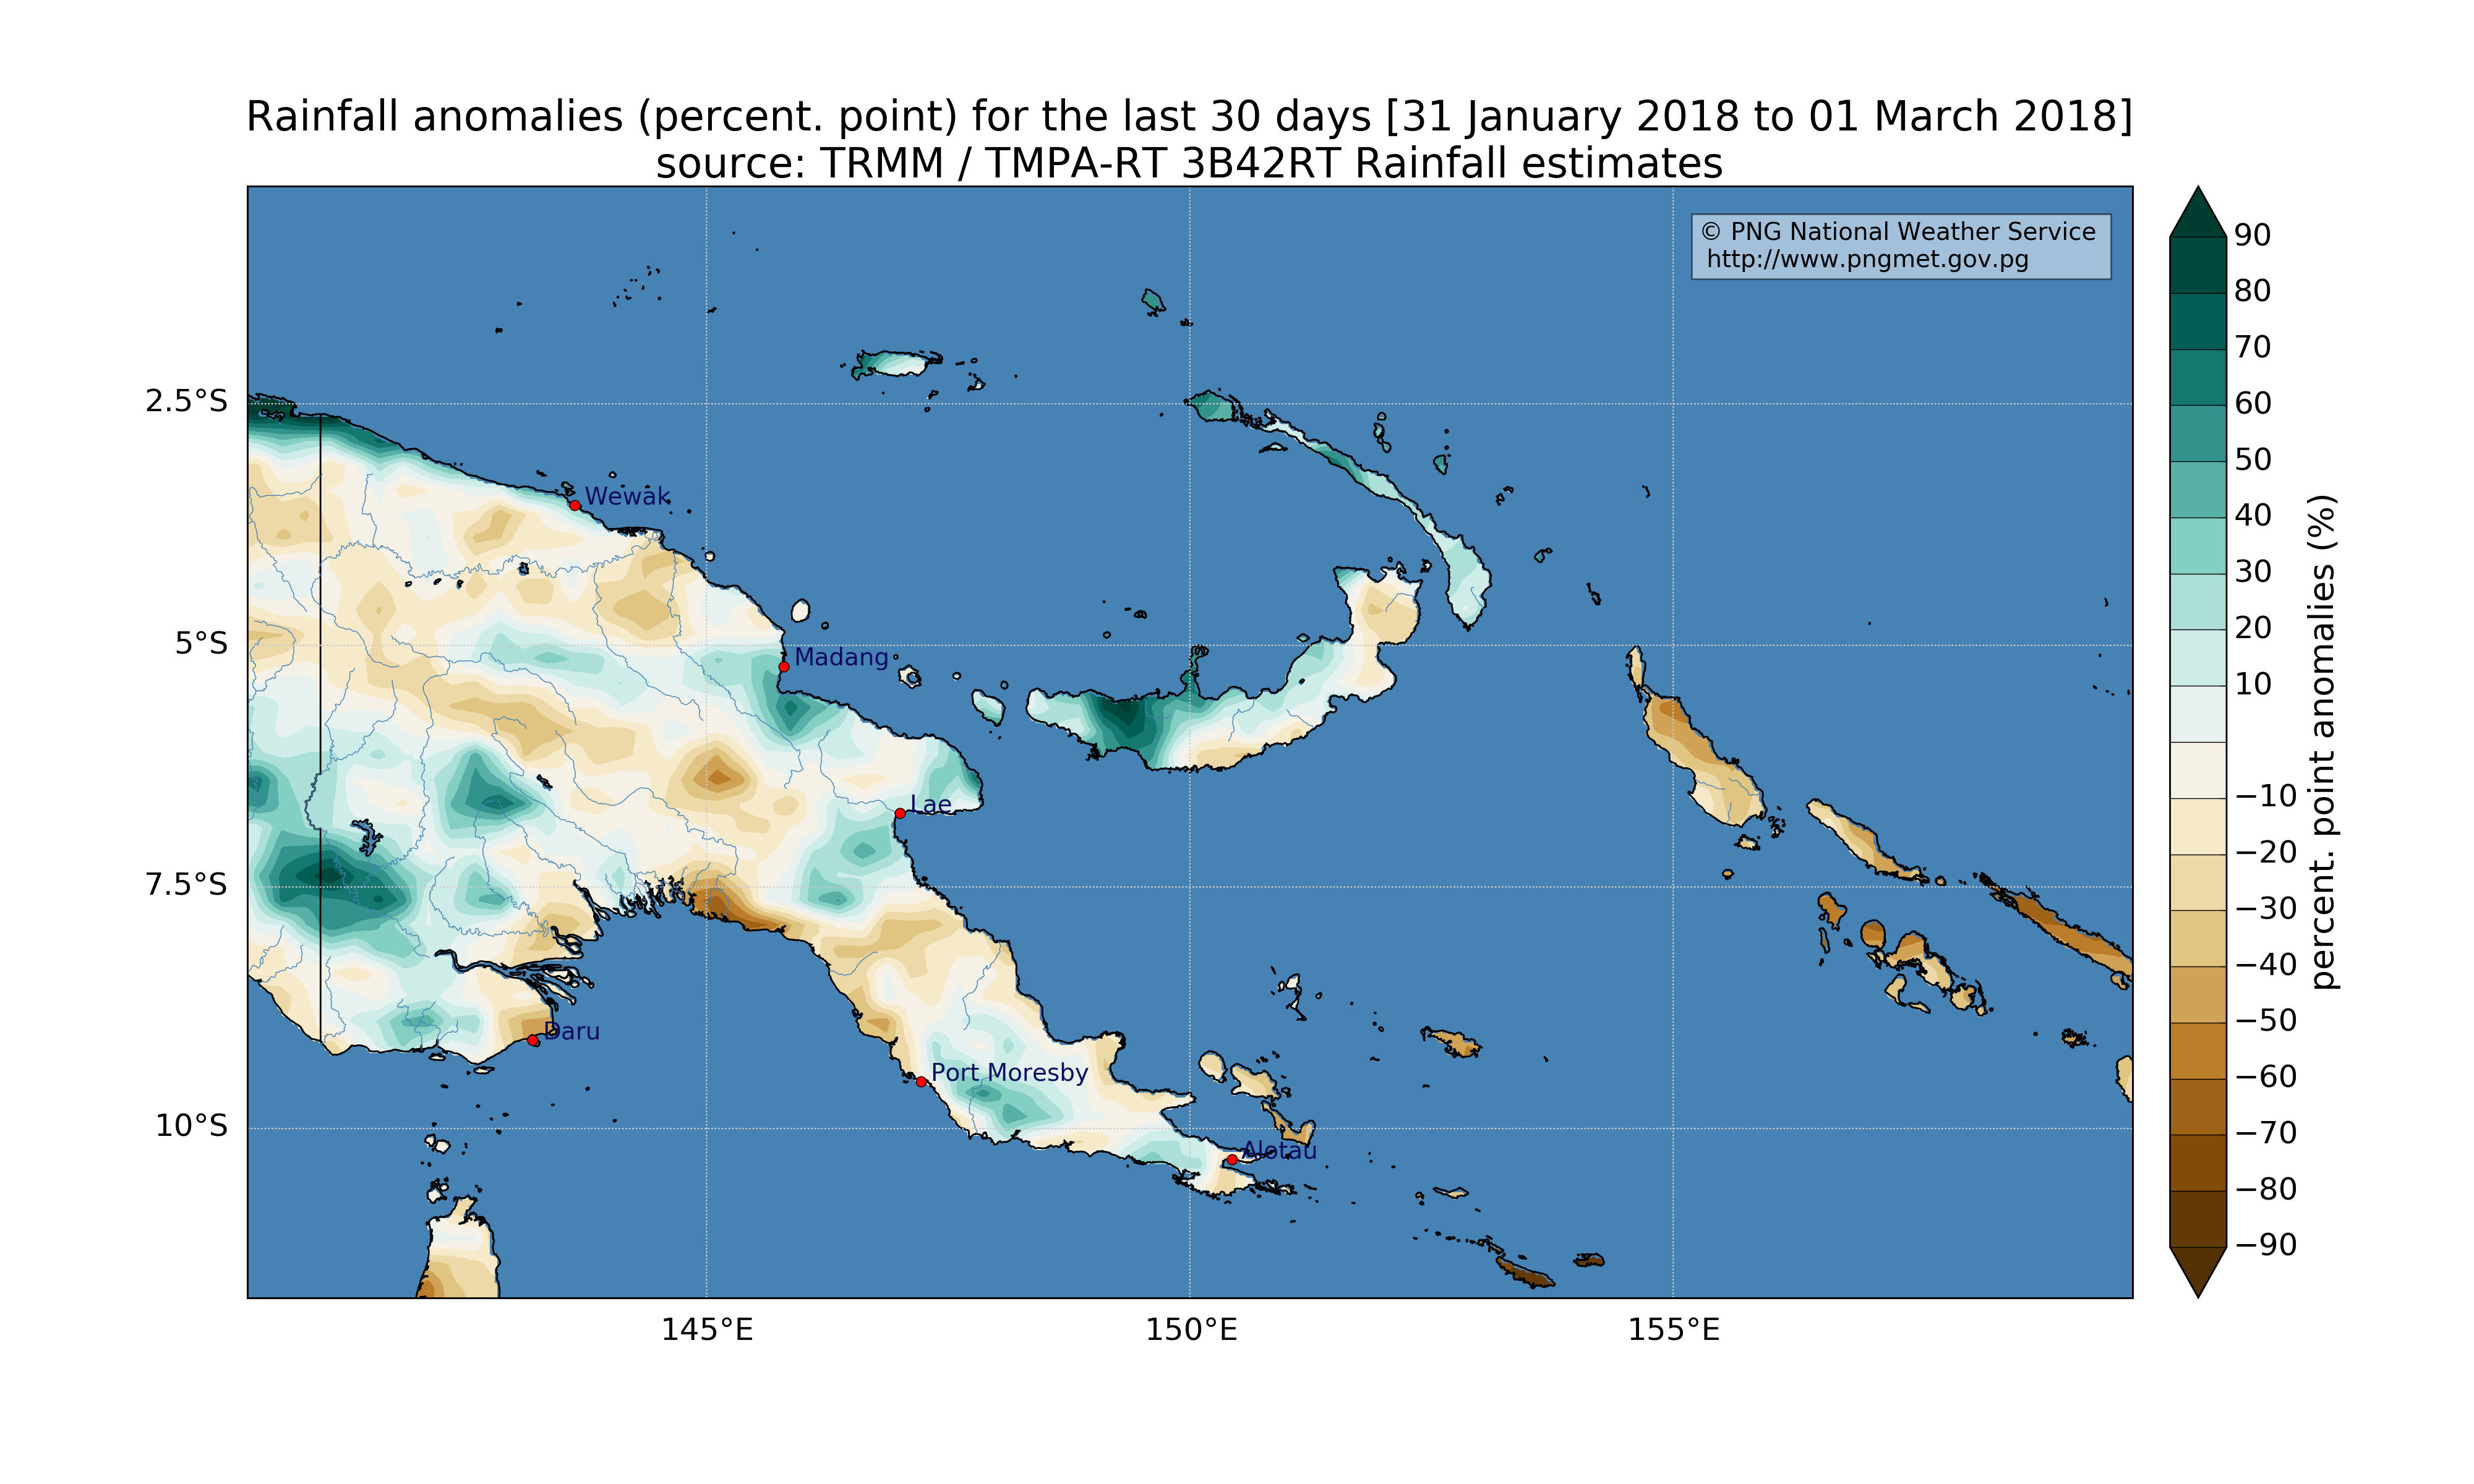 Rainfall anomalies (percent. point) for the last 30 days [31 January 2018 to 01 March 2018]
source: TRMM / TMPA-RT 3B42RT Rainfall estimates
© PNG National Weather Service
http://www.pngmet.gov.pg
2.5°S
5°S
7.5°S
10°S
Wewak
Madang
Lae
Daru
Port Moresby
Alotau
145°E
150°E
155°E
90
80
70
60
50
40
30
20
10
−10
−20
−30
−40
−50
−60
−70
−80
−90
percent. point anomalies (%)